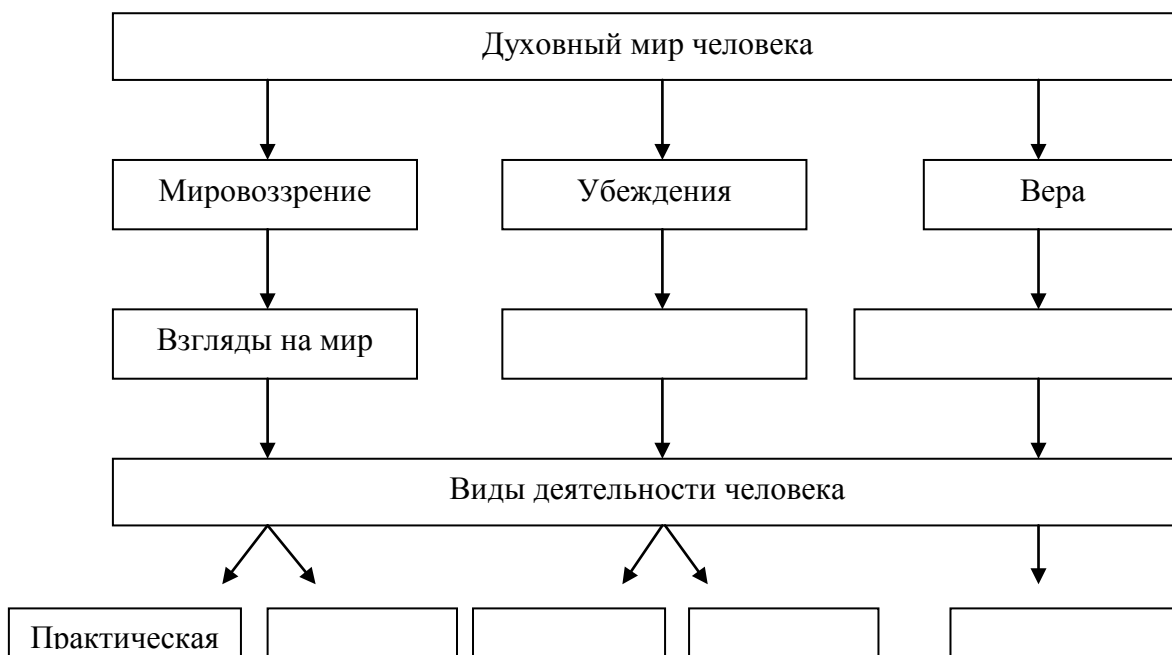 Духовный мир человека
Мировоззрение
Убеждения
Вера
Взгляды на мир
Виды деятельности человека
Практическая